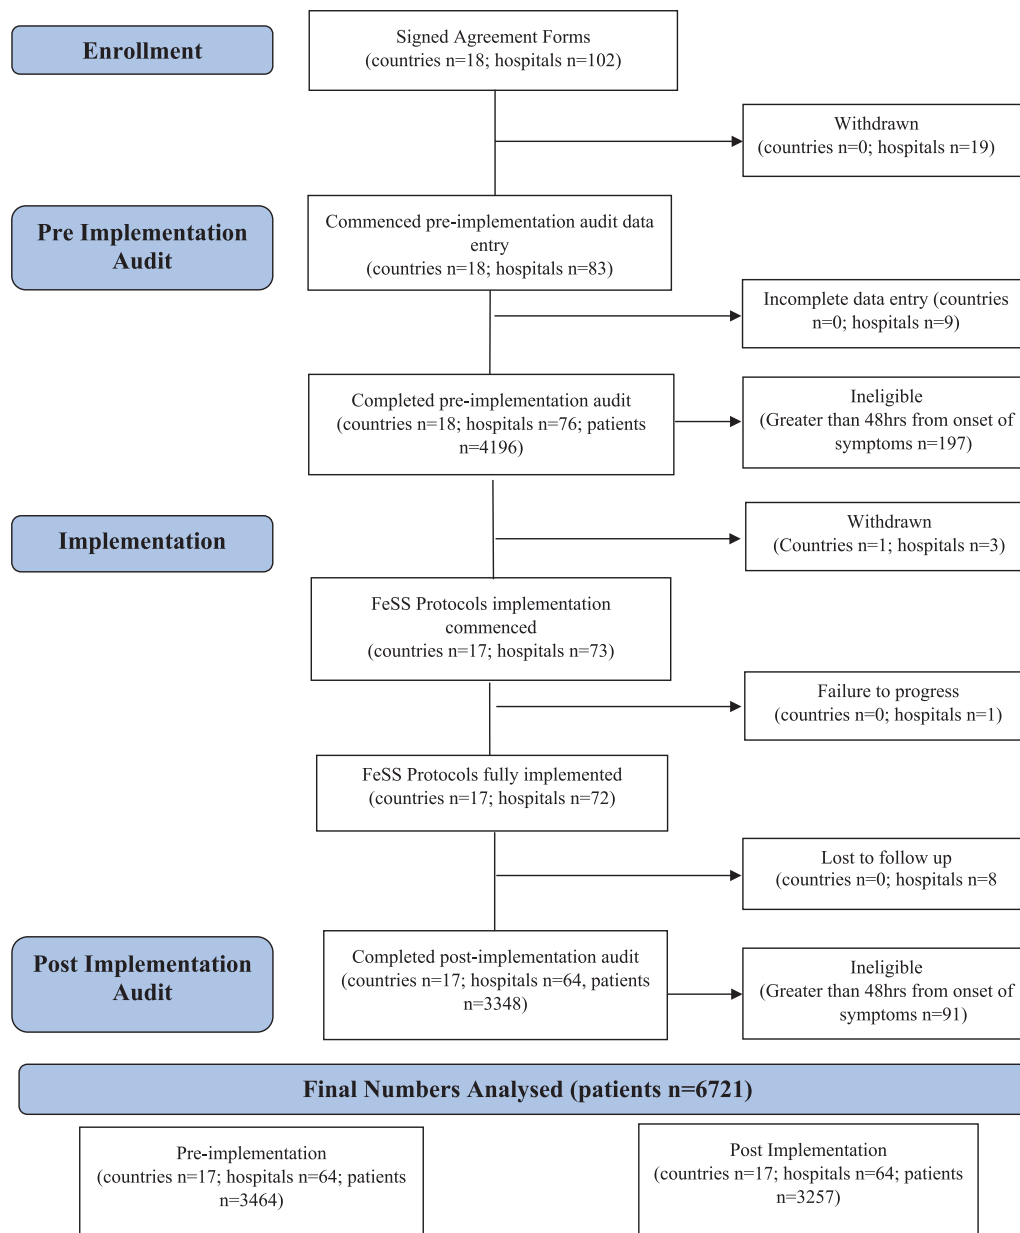 Enrollment
Signed Agreement Forms
(countries n=18; hospitals n=102)
Withdrawn
(countries n=0; hospitals n=19)
Pre Implementation
Audit
Commenced pre-implementation audit data
entry
(countries n=18; hospitals n=83)
Incomplete data entry (countries
n=0; hospitals n=9)
Completed pre-implementation audit
(countries n=18; hospitals n=76; patients
n=4196)
Ineligible
(Greater than 48hrs from onset of
symptoms n=197)
Implementation
Withdrawn
(Countries n=1; hospitals n=3)
FeSS Protocols implementation
commenced
(countries n=17; hospitals n=73)
Failure to progress
(countries n=0; hospitals n=1)
FeSS Protocols fully implemented
(countries n=17; hospitals n=72)
Lost to follow up
(countries n=0; hospitals n=8
Post Implementation
Audit
Completed post-implementation audit
(countries n=17; hospitals n=64, patients
n=3348)
Ineligible
(Greater than 48hrs from onset of
symptoms n=91)
Final Numbers Analysed (patients n=6721)
Pre-implementation
(countries n=17; hospitals n=64; patients
n=3464)
Post Implementation
(countries n=17; hospitals n=64; patients
n=3257)